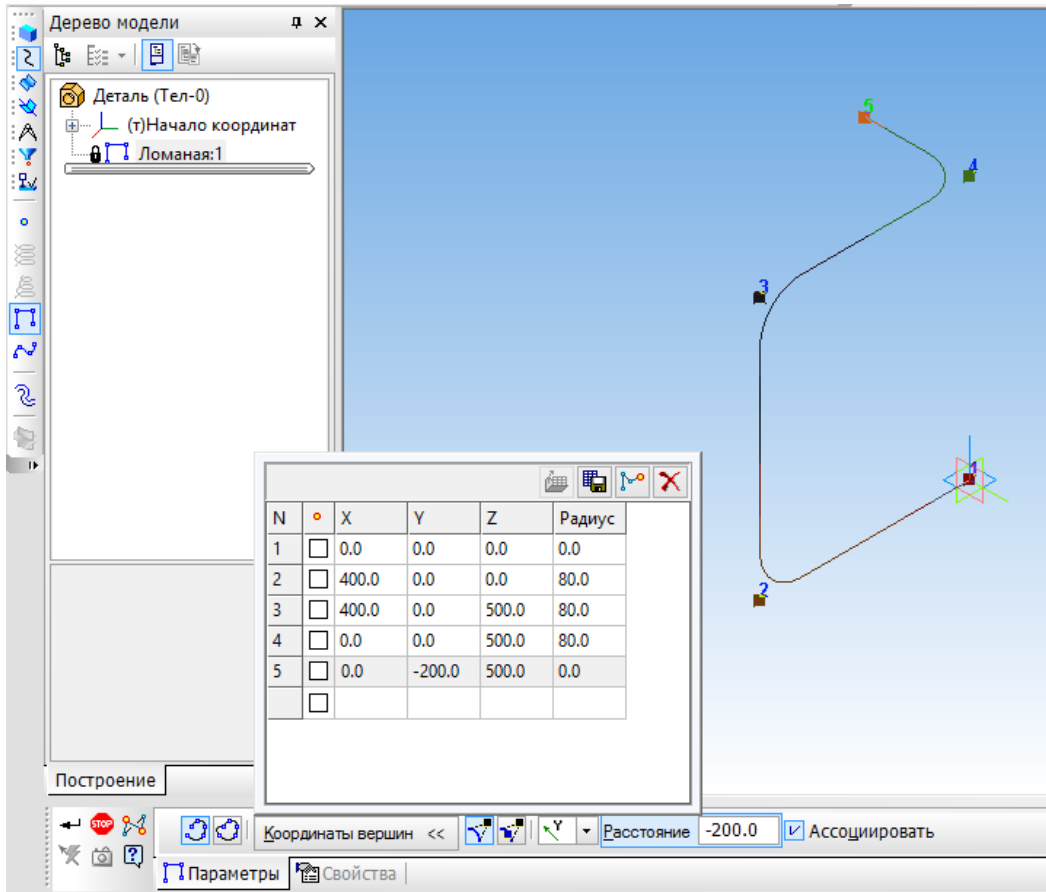 Дерево модели
Деталь (Тел-0)
(т)Начало координат
Ломаная:1
5
4
3
1
2
N X Y Z Радиус
1 0.0 0.0 0.0 0.0
2 400.0 0.0 0.0 80.0
3 400.0 0.0 500.0 80.0
4 0.0 0.0 500.0 80.0
5 0.0 -200.0 500.0 0.0
Построение
STOP Координаты вершин << Y Расстояние -200.0 Ассоциировать
Параметры Свойства